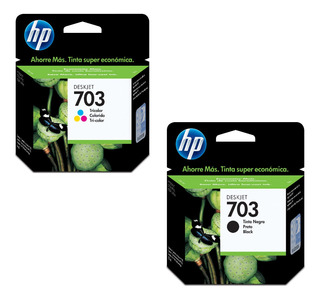 hp
Ahorre Más. Tinta super económica.
DESKJET
703
Tricolor
Colorido
Tri-color
hp
Ahorre Más. Tinta super económica.
DESKJET
703
Tinta Negra
Preto
Black